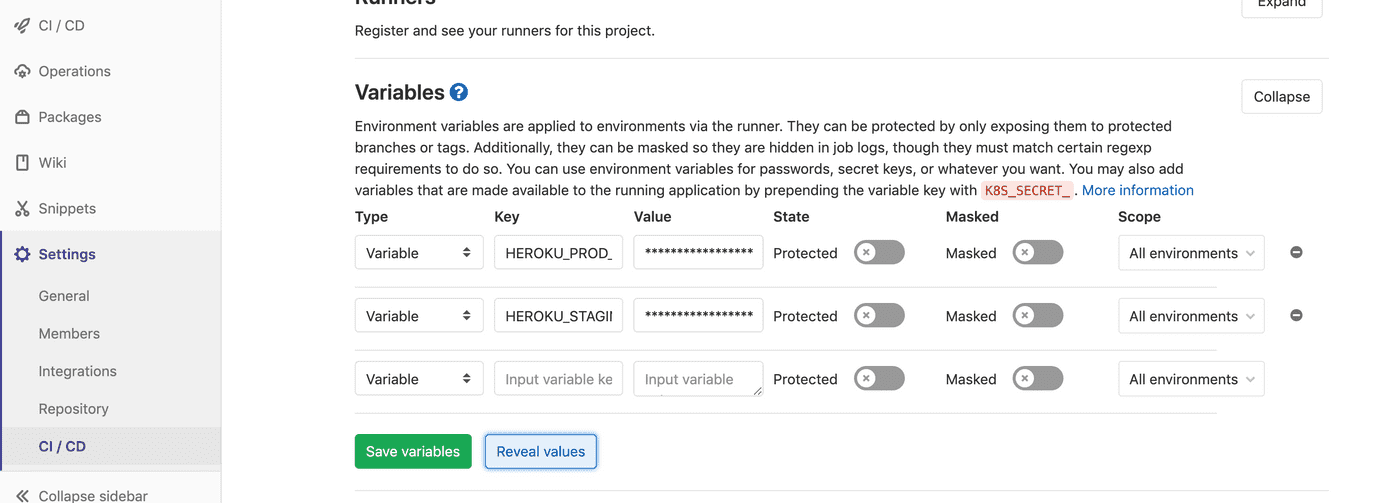 CI / CD
Operations
Packages
Wiki
Snippets
Settings
General
Members
Integrations
Repository
CI / CD
Collapse sidebar
Runners
Expand
Register and see your runners for this project.
Variables ?
Collapse
Environment variables are applied to environments via the runner. They can be protected by only exposing them to protected
branches or tags. Additionally, they can be masked so they are hidden in job logs, though they must match certain regexp
requirements to do so. You can use environment variables for passwords, secret keys, or whatever you want. You may also add
variables that are made available to the running application by prepending the variable key with K8S_SECRET_ . More information
Type Key Value State Masked Scope
Variable HEROKU_PROD_ ***************** Protected Masked All environments
Variable HEROKU_STAGIN ***************** Protected Masked All environments
Variable Input variable ke Input variable Protected Masked All environments
Save variables Reveal values